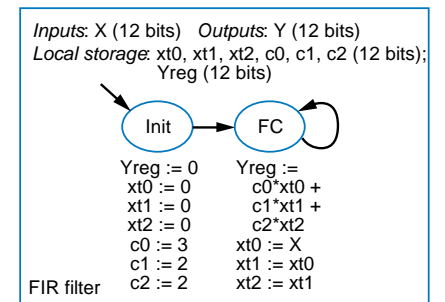 Inputs: X (12 bits) Outputs: Y (12 bits)
Local storage: xt0, xt1, xt2, c0, c1, c2 (12 bits);
Yreg (12 bits)
Init
FC
Yreg := 0
xt0 := 0
xt1 := 0
xt2 := 0
c0 := 3
c1 := 2
c2 := 2
Yreg :=
c0*xt0 +
c1*xt1 +
c2*xt2
xt0 := X
xt1 := xt0
xt2 := xt1
FIR filter